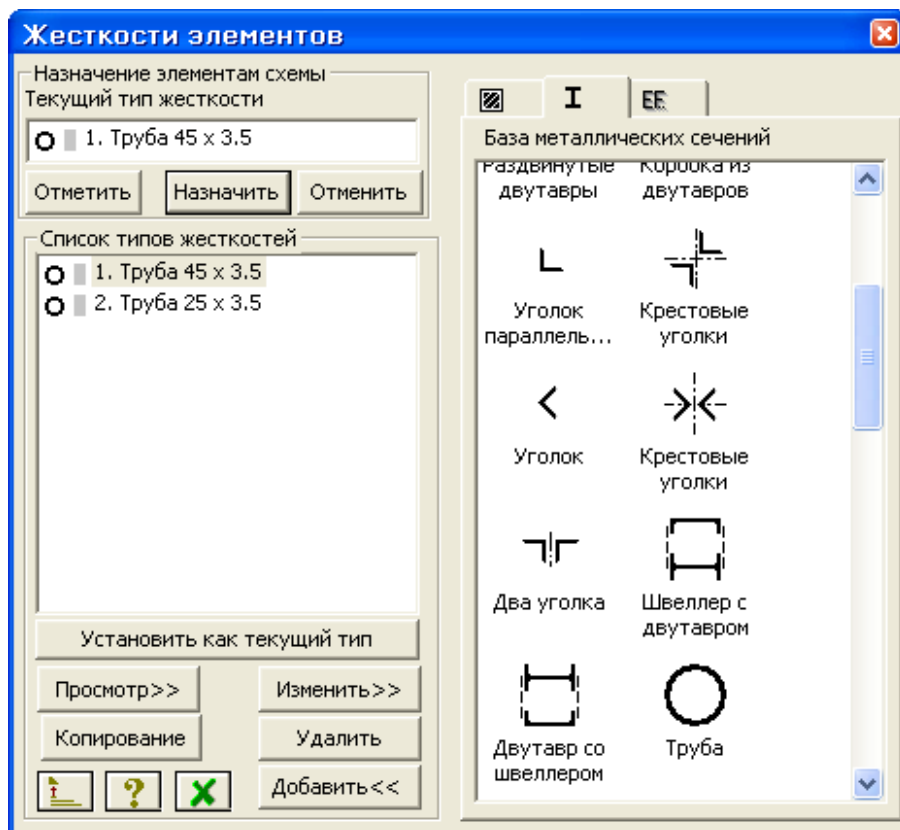 Жесткости элементов
Назначение элементам схемы
Текущий тип жесткости
1. Труба 45 x 3.5
Отметить
Назначить
Отменить
Список типов жесткостей
1. Труба 45 x 3.5
2. Труба 25 x 3.5
Установить как текущий тип
Просмотр>>
Изменить>>
Копирование
Удалить
Добавить<<
База металлических сечений
Раздвинутые
двутавры
Коробка из
двутавров
Уголок
параллель...
Крестовые
уголки
Уголок
Крестовые
уголки
Два уголка
Швеллер с
двутавром
Двутавр со
швеллером
Труба